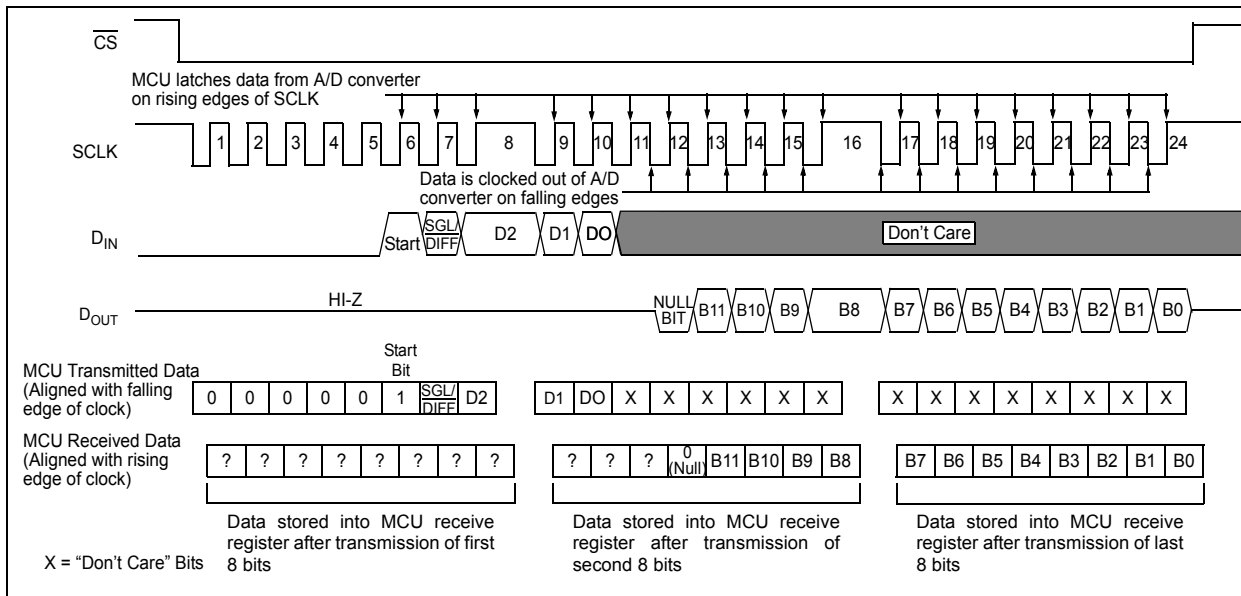 CS
MCU latches data from A/D converter
on rising edges of SCLK
SCLK
1 2 3 4 5 6 7 8 9 10 11 12 13 14 15 16 17 18 19 20 21 22 23 24
Data is clocked out of A/D
converter on falling edges
DIN
Start SGL/DIFF D2 D1 DO Don't Care
HI-Z
DOUT
NULL BIT B11 B10 B9 B8 B7 B6 B5 B4 B3 B2 B1 B0
Start
Bit
MCU Transmitted Data
(Aligned with falling
edge of clock)
0 0 0 0 0 1 SGL/DIFF D2 D1 DO X X X X X X X X X X X X X X
MCU Received Data
(Aligned with rising
edge of clock)
? ? ? ? ? ? ? ? ? ? ? 0 (Null) B11 B10 B9 B8 B7 B6 B5 B4 B3 B2 B1 B0
Data stored into MCU receive
register after transmission of first
8 bits
Data stored into MCU receive
register after transmission of
second 8 bits
Data stored into MCU receive
register after transmission of last
8 bits
X = “Don't Care” Bits